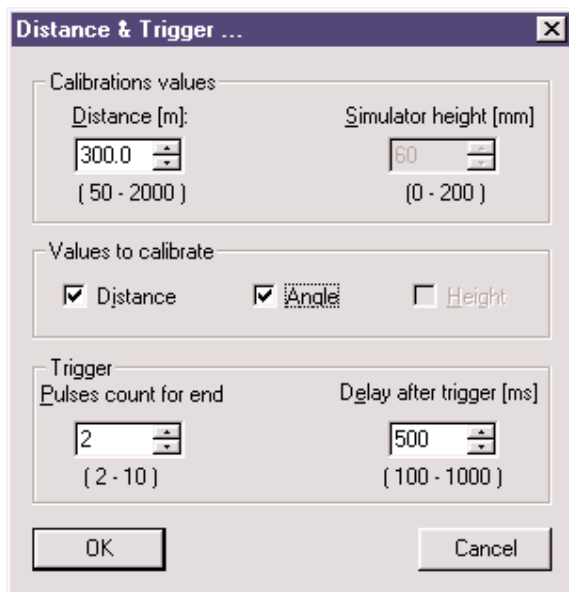 Distance & Trigger ...
Calibrations values
Distance [m]: Simulator height [mm]
300.0 60
( 50 - 2000 ) (0 - 200 )
Values to calibrate
Distance Angle Height
Trigger
Pulses count for end Delay after trigger [ms]
2 500
( 2 - 10 ) ( 100 - 1000 )
OK Cancel